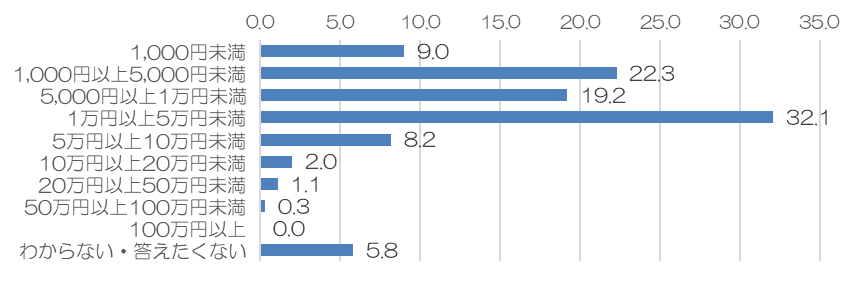 0.0 5.0 10.0 15.0 20.0 25.0 30.0 35.0
1,000円未満 9.0
1,000円以上5,000円未満 22.3
5,000円以上1万円未満 19.2
1万円以上5万円未満 32.1
5万円以上10万円未満 8.2
10万円以上20万円未満 2.0
20万円以上50万円未満 1.1
50万円以上100万円未満 0.3
100万円以上 0.0
わからない・答えたくない 5.8